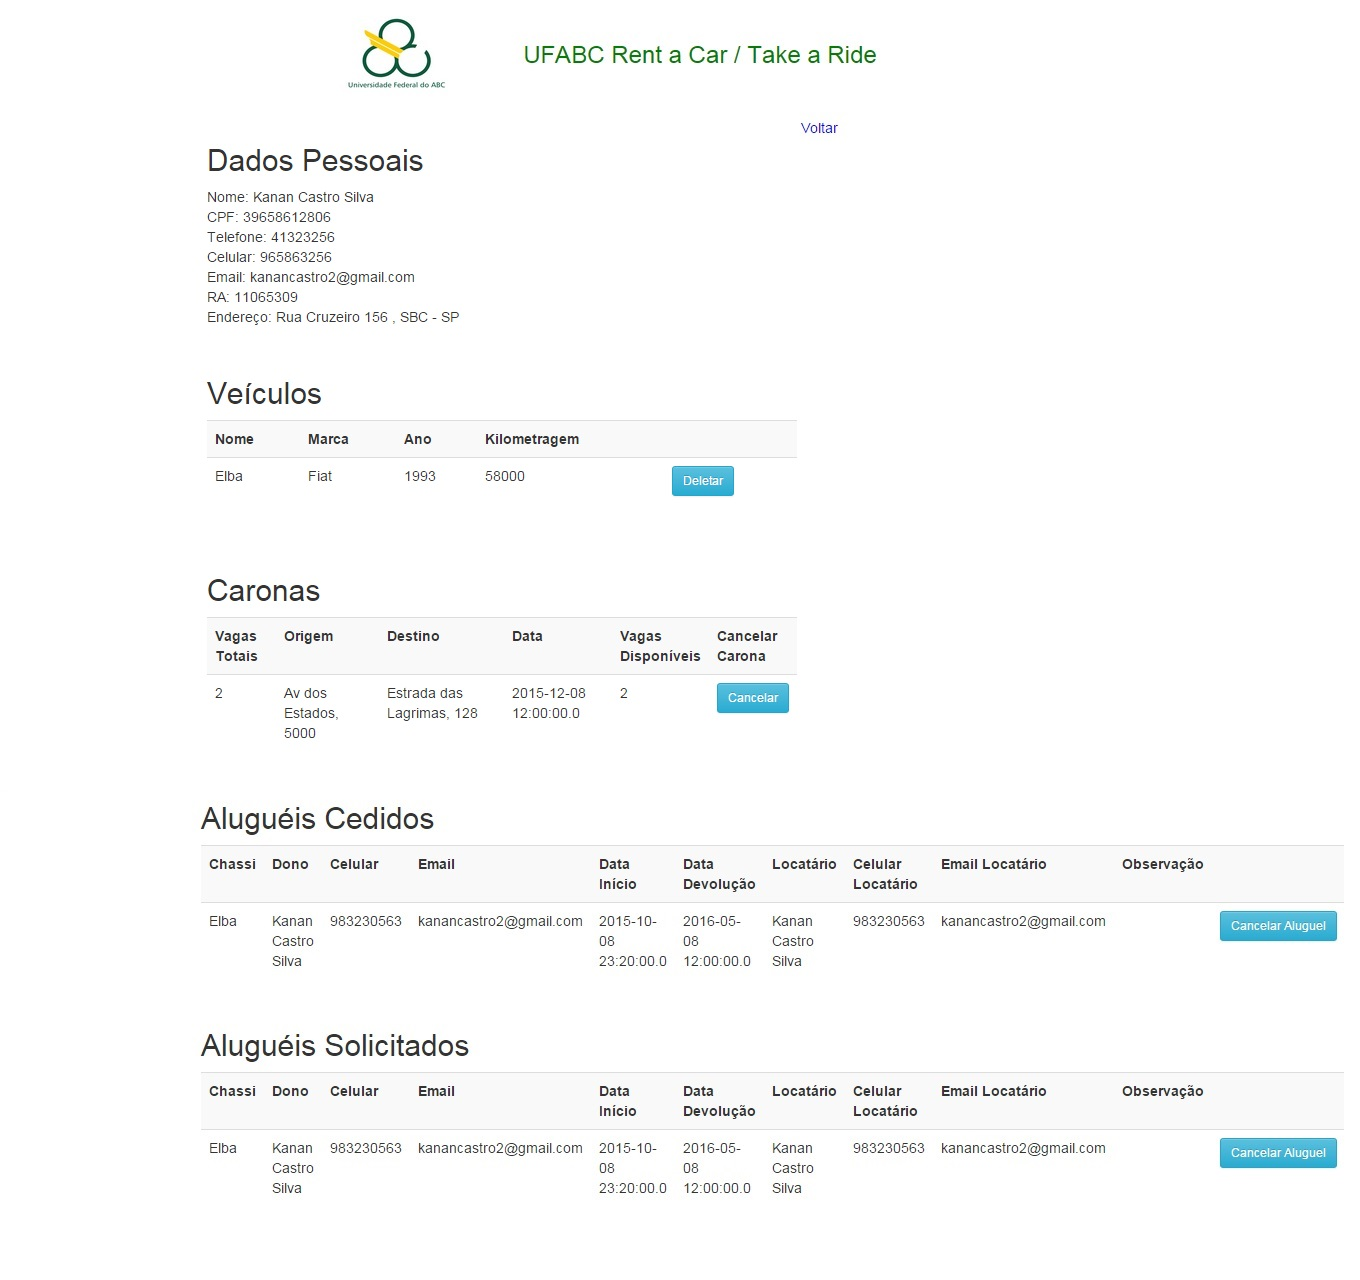 Universidade Federal do ABC
UFABC Rent a Car / Take a Ride
Voltar
Dados Pessoais
Nome: Kanan Castro Silva
CPF: 39658612806
Telefone: 41323256
Celular: 965863256
Email: kanancastro2@gmail.com
RA: 11065309
Endereço: Rua Cruzeiro 156 , SBC - SP
Veículos
Nome Marca Ano Kilometragem
Elba Fiat 1993 58000 Deletar
Caronas
Vagas Origem Destino Data Vagas Cancelar
Totais Disponíveis Carona
2 Av dos Estrada das 2015-12-08 2 Cancelar
Estados, Lagrimas, 128 12:00:00.0
5000
Aluguéis Cedidos
Chassi Dono Celular Email Data Data Locatário Celular Email Locatário Observação
Início Devolução Locatário
Elba Kanan 983230563 kanancastro2@gmail.com 2015-10- 2016-05- Kanan 983230563 kanancastro2@gmail.com Cancelar Aluguel
Castro 08 08 Castro
Silva 23:20:00.0 12:00:00.0 Silva
Aluguéis Solicitados
Chassi Dono Celular Email Data Data Locatário Celular Email Locatário Observação
Início Devolução Locatário
Elba Kanan 983230563 kanancastro2@gmail.com 2015-10- 2016-05- Kanan 983230563 kanancastro2@gmail.com Cancelar Aluguel
Castro 08 08 Castro
Silva 23:20:00.0 12:00:00.0 Silva